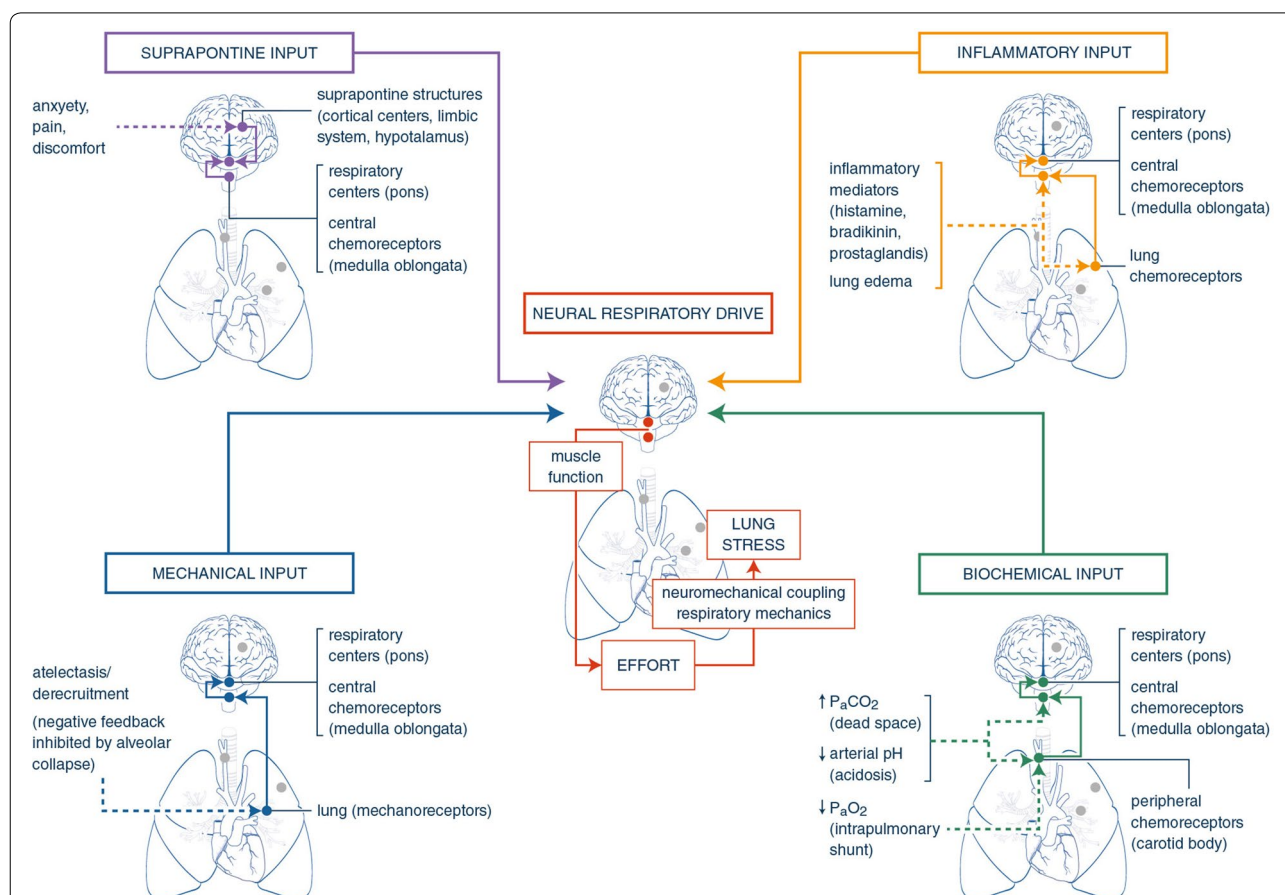 SUPRAPONTINE INPUT
anxyety,
pain,
discomfort
suprapontine structures
(cortical centers, limbic
system, hypotalamus)
respiratory
centers (pons)
central
chemoreceptors
(medulla oblongata)
INFLAMMATORY INPUT
inflammatory
mediators
(histamine,
bradikinin,
prostaglandis)
lung edema
respiratory
centers (pons)
central
chemoreceptors
(medulla oblongata)
lung
chemoreceptors
NEURAL RESPIRATORY DRIVE
muscle
function
LUNG
STRESS
neuromechanical coupling
respiratory mechanics
EFFORT
MECHANICAL INPUT
atelectasis/
derecruitment
(negative feedback
inhibited by alveolar
collapse)
respiratory
centers (pons)
central
chemoreceptors
(medulla oblongata)
lung (mechanoreceptors)
BIOCHEMICAL INPUT
↑ PaCO2
(dead space)
↓ arterial pH
(acidosis)
↓ PaO2
(intrapulmonary
shunt)
respiratory
centers (pons)
central
chemoreceptors
(medulla oblongata)
peripheral
chemoreceptors
(carotid body)